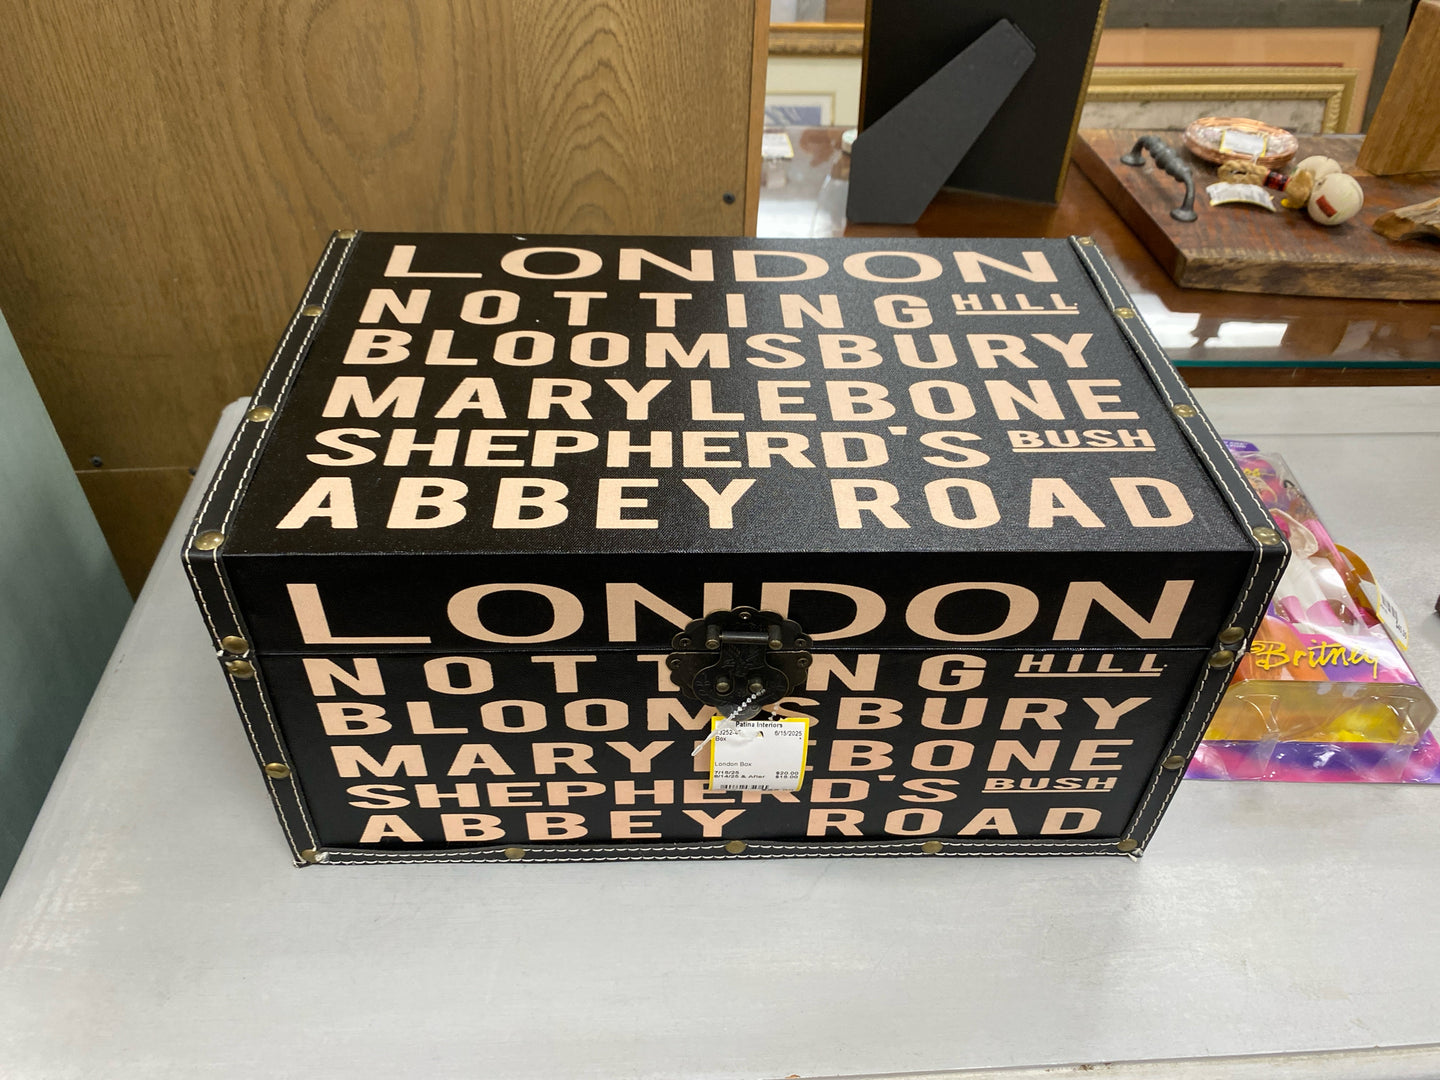 LONDON
NOTTING HILL
BLOOMSBURY
MARYLEBONE
SHEPHERD'S BUSH
ABBEY ROAD
LONDON
NOTTING HILL
BLOOMSBURY
MARYLEBONE
SHEPHERD'S BUSH
ABBEY ROAD
Patina Interiors
6/15/2025
Box
London Box
7/15/25 $20.00
8/14/25 & After $15.00
Britney